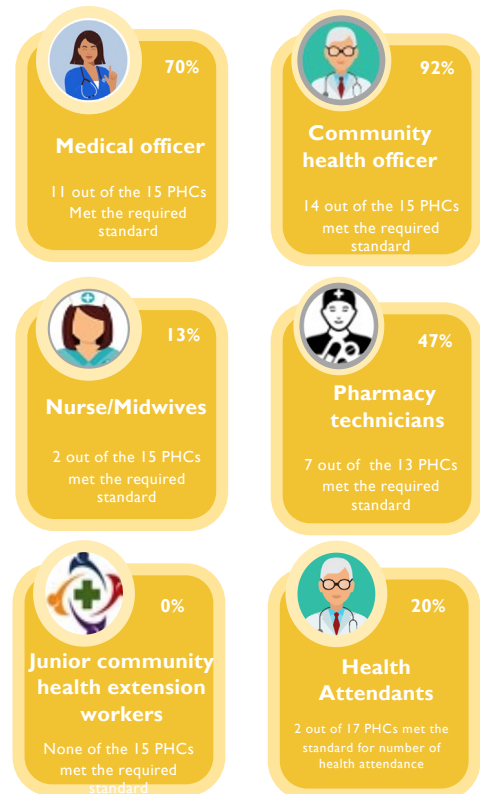 70%
Medical officer
11 out of the 15 PHCs
Met the required
standard
92%
Community
health officer
14 out of the 15 PHCs
met the required
standard
13%
Nurse/Midwives
2 out of the 15 PHCs
met the required
standard
47%
Pharmacy
technicians
7 out of the 13 PHCs
met the required
standard
0%
Junior community
health extension
workers
None of the 15 PHCs
met the required
standard
20%
Health
Attendants
2 out of 17 PHCs met the
standard for number of
health attendance